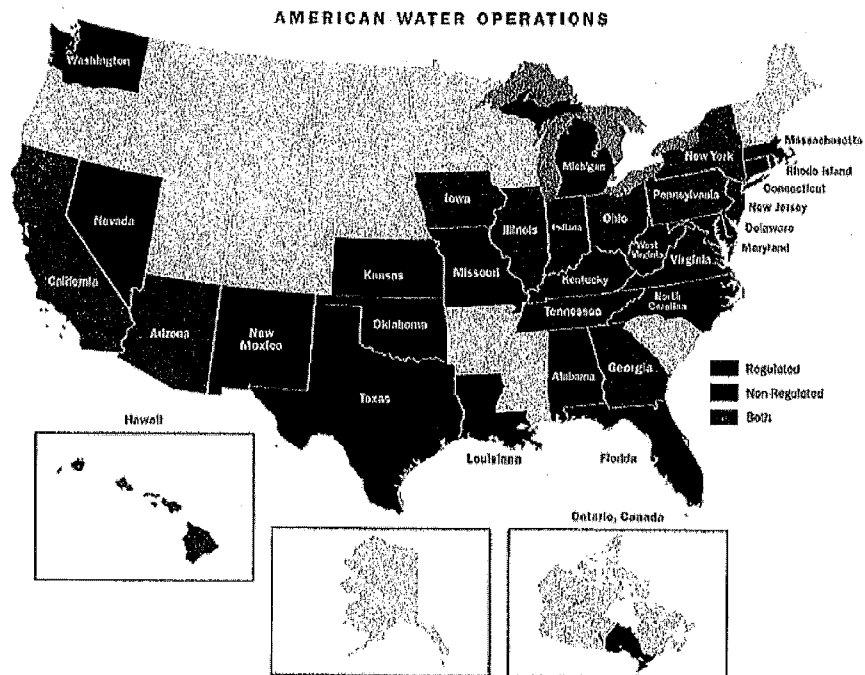 AMERICAN WATER OPERATIONS
Washington
Massachusetts
New York
Michigan
Rhode Island
Connecticut
Pennsylvania
Iowa
Nevada
Ohio
New Jersey
Illinois
Indiana
Delaware
West
Virginia
Maryland
Virginia
Kansas
Missouri
California
Kentucky
North
Carolina
Tennessee
Oklahoma
Arizona
New
Mexico
Georgia
Regulated
Alabama
Non-Regulated
Texas
Both
Hawaii
Louisiana
Florida
Ontario, Canada